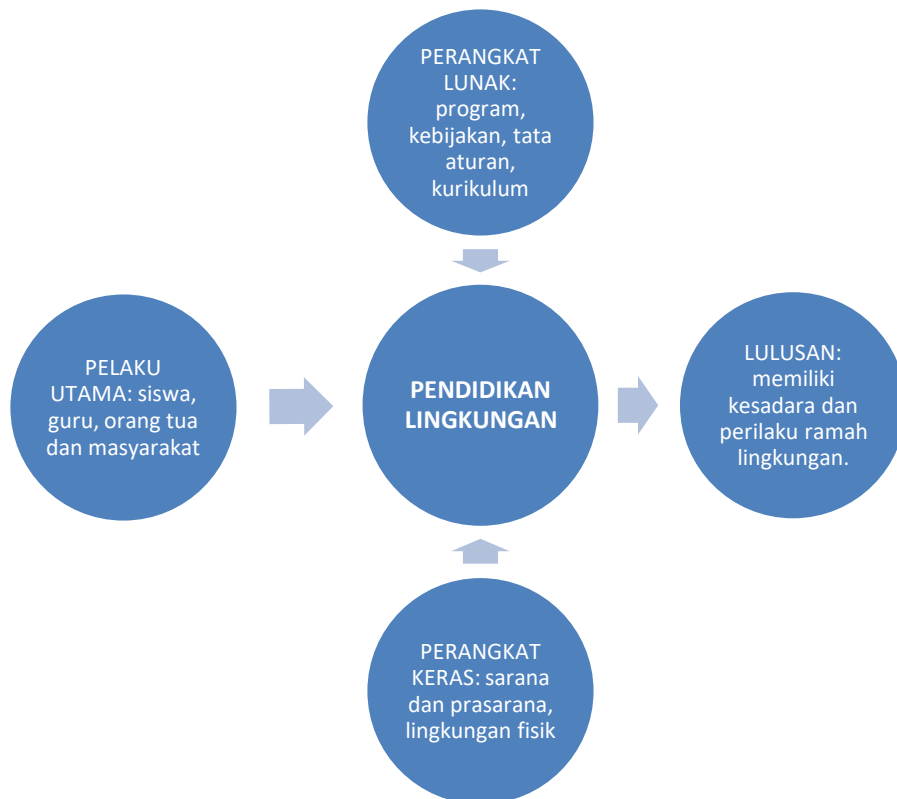 PERANGKAT
LUNAK:
program,
kebijakan, tata
aturan,
kurikulum
PELAKU
UTAMA: siswa,
guru, orang tua
dan masyarakat
PENDIDIKAN
LINGKUNGAN
LULUSAN:
memiliki
kesadara dan
perilaku ramah
lingkungan.
PERANGKAT
KERAS: sarana
dan prasarana,
lingkungan fisik